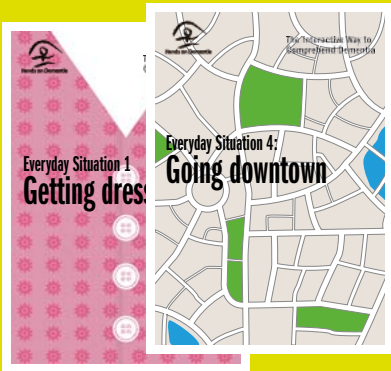 Hands on Dementia
Everyday Situation 1
Getting dres
Hands on Dementia
The Interactive Way to
Comprehend Dementia
Everyday Situation 4:
Going downtown